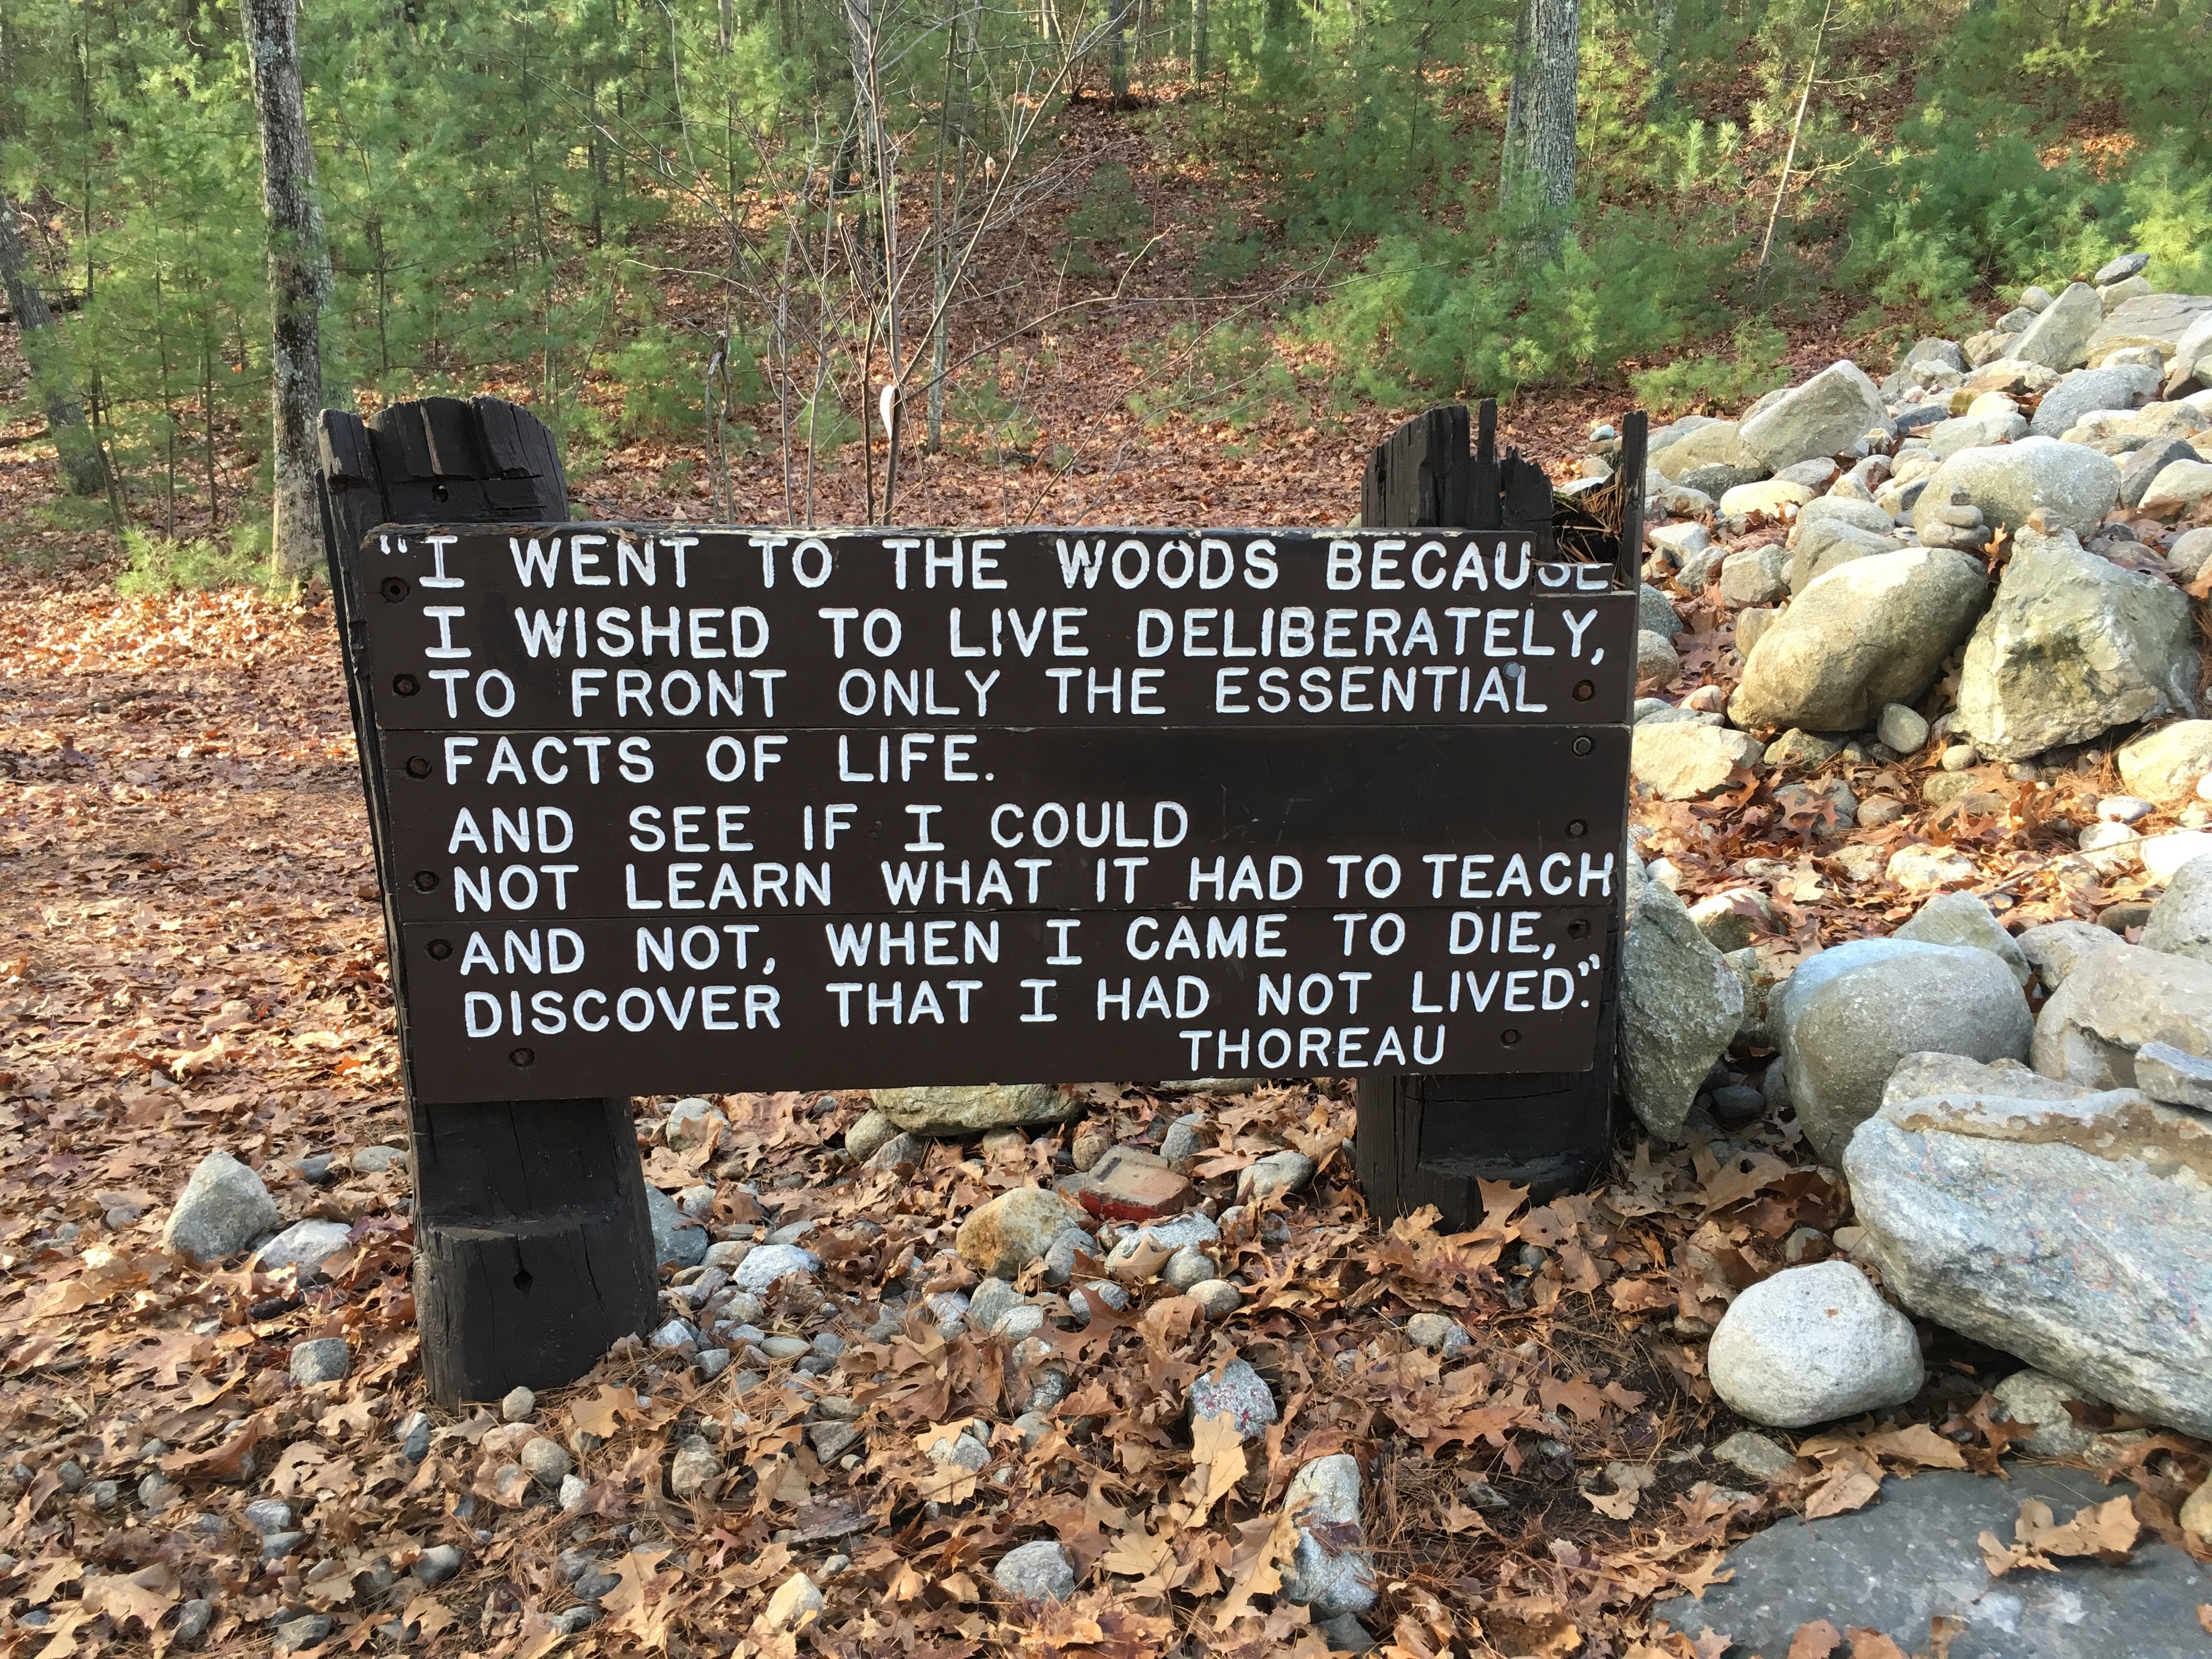 “I WENT TO THE WOODS BECAUSE
I WISHED TO LIVE DELIBERATELY,
TO FRONT ONLY THE ESSENTIAL
FACTS OF LIFE.
AND SEE IF I COULD
NOT LEARN WHAT IT HAD TO TEACH
AND NOT, WHEN I CAME TO DIE,
DISCOVER THAT I HAD NOT LIVED.”
THOREAU